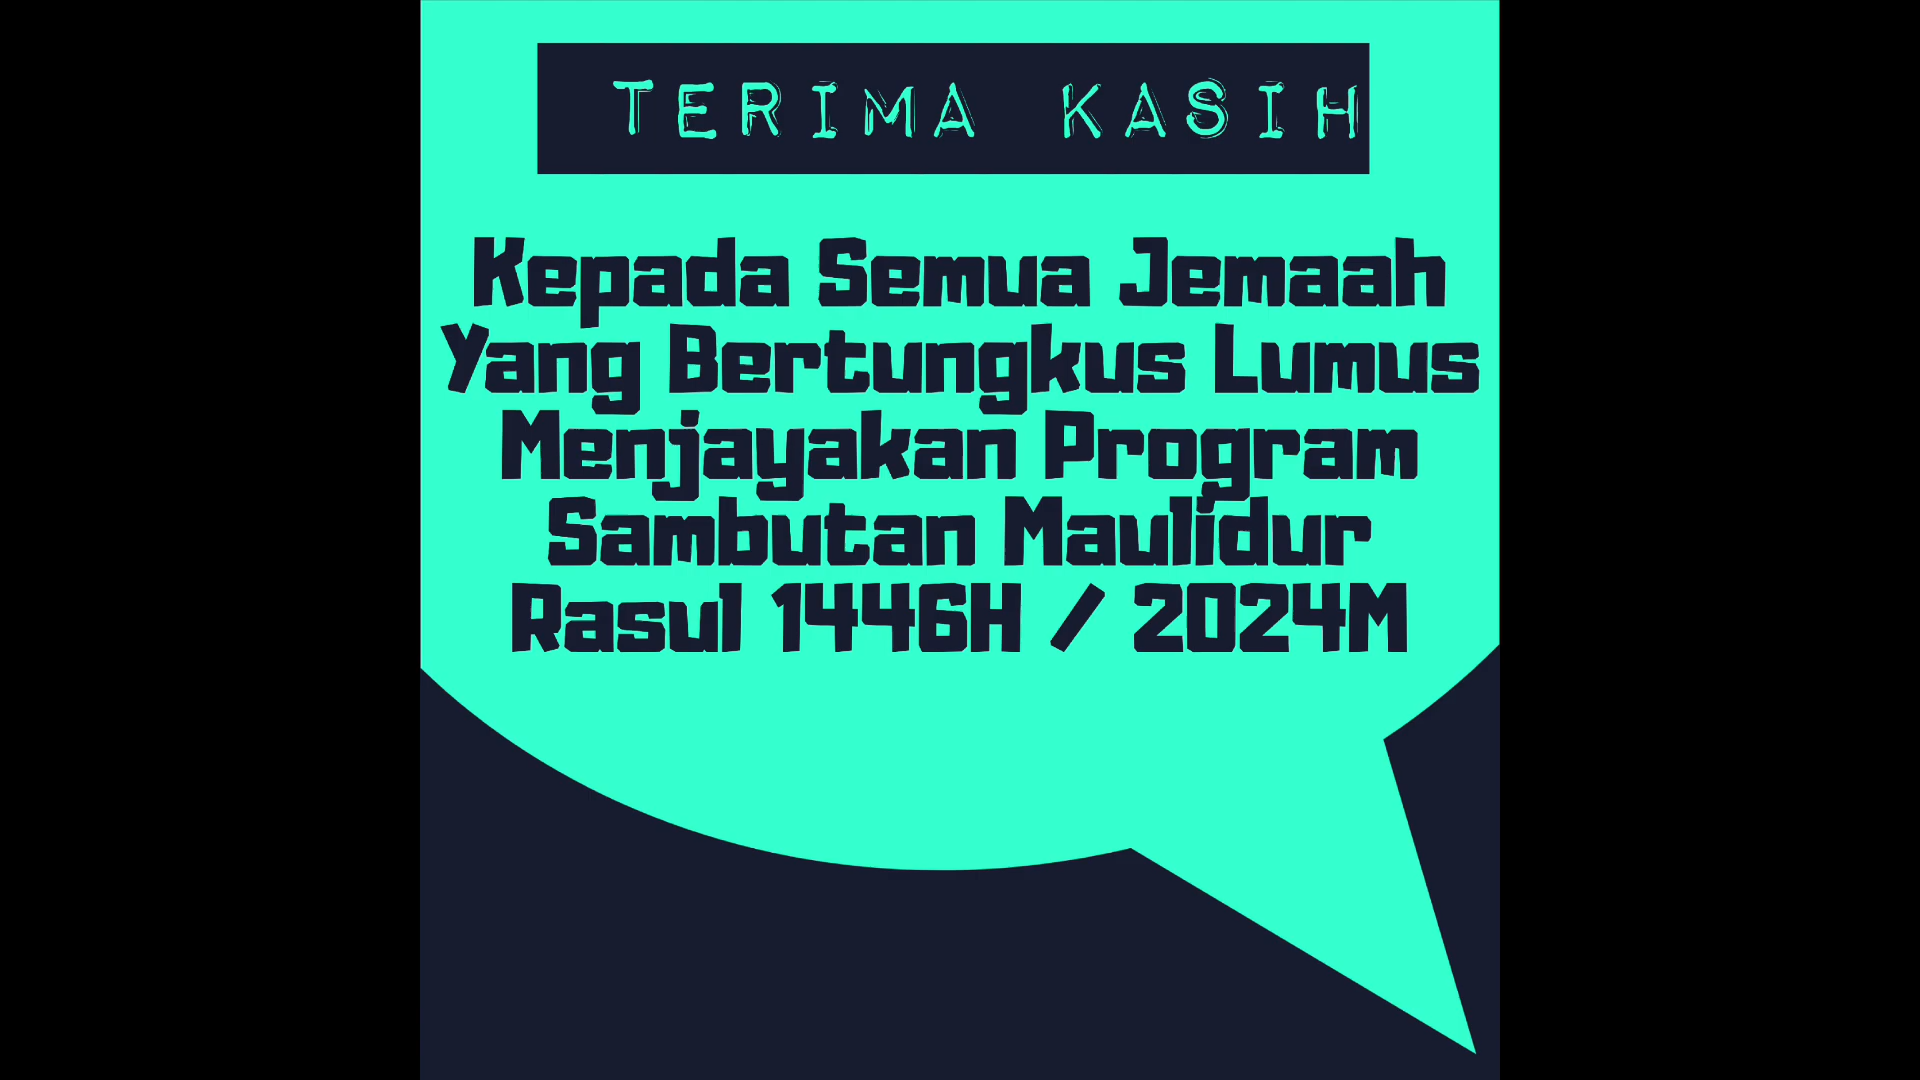 TERIMA KASIH
Kepada Semua Jemaah
Yang Bertungkus Lumus
Menjayakan Program
Sambutan Maulidur
Rasul 1446H / 2024M